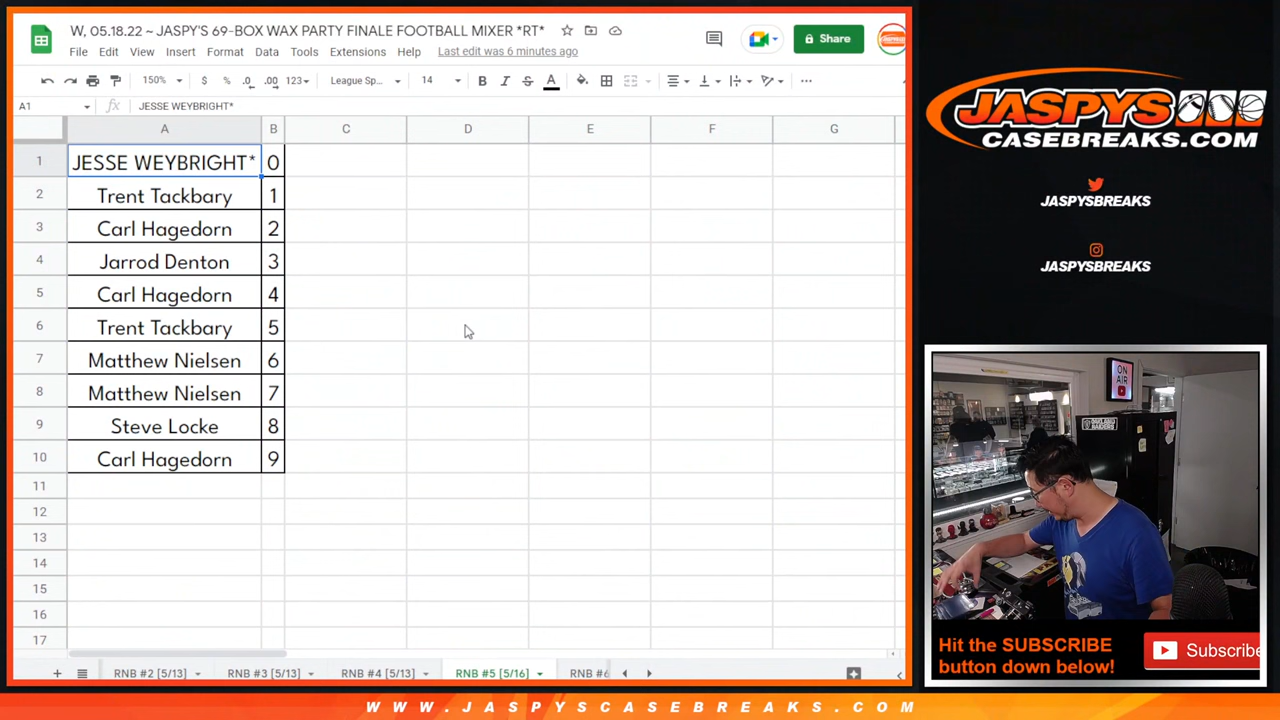 W, 05.18.22 ~ JASPY'S 69-BOX WAX PARTY FINALE FOOTBALL MIXER *RT*
File Edit View Insert Format Data Tools Extensions Help Last edit was 6 minutes ago
Share
150% $ % .0 .00 123 League Sp... 14 B I S A
A1 fx JESSE WEYBRIGHT*
A B C D E F G
1 JESSE WEYBRIGHT* 0
2 Trent Tackbary 1
3 Carl Hagedorn 2
4 Jarrod Denton 3
5 Carl Hagedorn 4
6 Trent Tackbary 5
7 Matthew Nielsen 6
8 Matthew Nielsen 7
9 Steve Locke 8
10 Carl Hagedorn 9
11
12
13
14
15
16
17
RNB #2 [5/13] RNB #3 [5/13] RNB #4 [5/13] RNB #5 [5/16] RNB #6
JASPYS
CASEBREAKS.COM
JASPYSBREAKS
JASPYSBREAKS
ON
AIR
OAKLAND
RAIDERS
Hit the SUBSCRIBE
button down below!
Subscribe
WWW.JASPYSCASEBREAKS.COM